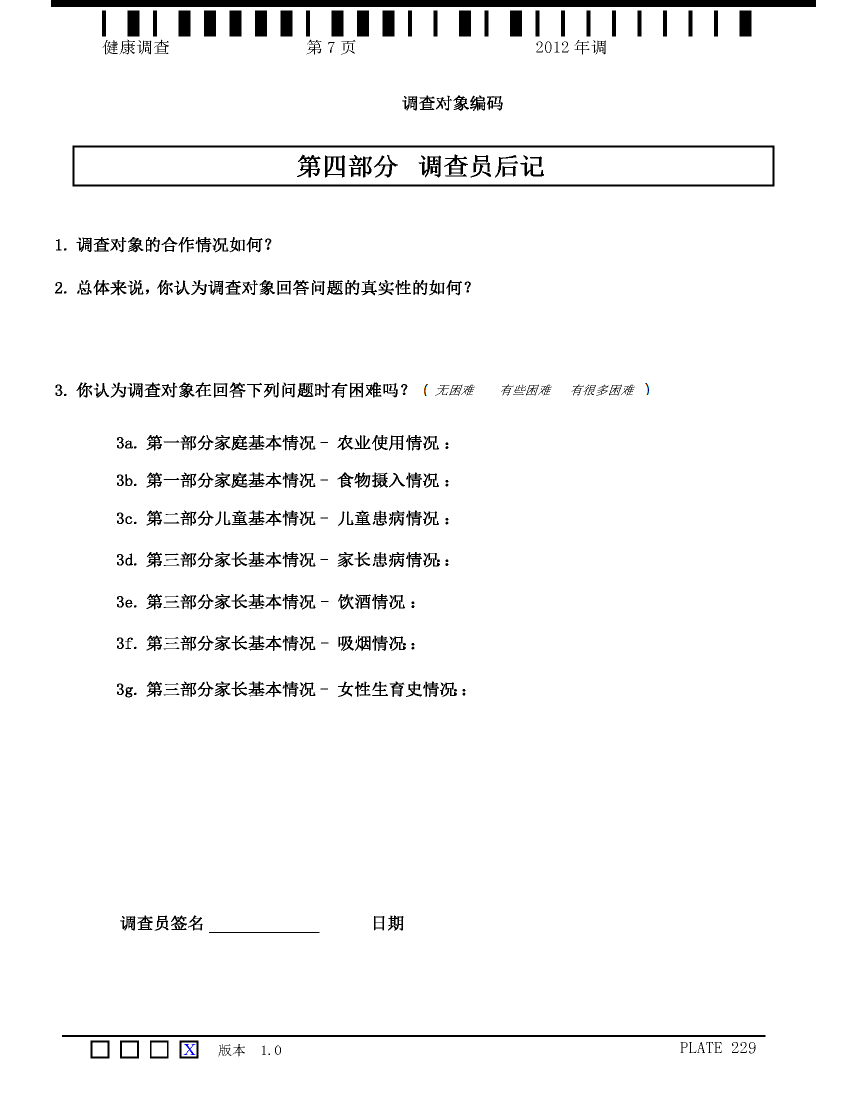 健康调查 第 7 页 2012 年调
调查对象编码
第四部分 调查员后记
1. 调查对象的合作情况如何？
2. 总体来说，你认为调查对象回答问题的真实性的如何？
3. 你认为调查对象在回答下列问题时有困难吗？（ 无困难 有些困难 有很多困难 ）
3a. 第一部分家庭基本情况 - 农业使用情况 :
3b. 第一部分家庭基本情况 - 食物摄入情况 :
3c. 第二部分儿童基本情况 - 儿童患病情况 :
3d. 第三部分家长基本情况 - 家长患病情况: :
3e. 第三部分家长基本情况 - 饮酒情况 :
3f. 第三部分家长基本情况 - 吸烟情况: :
3g. 第三部分家长基本情况 - 女性生育史情况: :
调查员签名 ____________ 日期
X 版本 1.0 PLATE 229